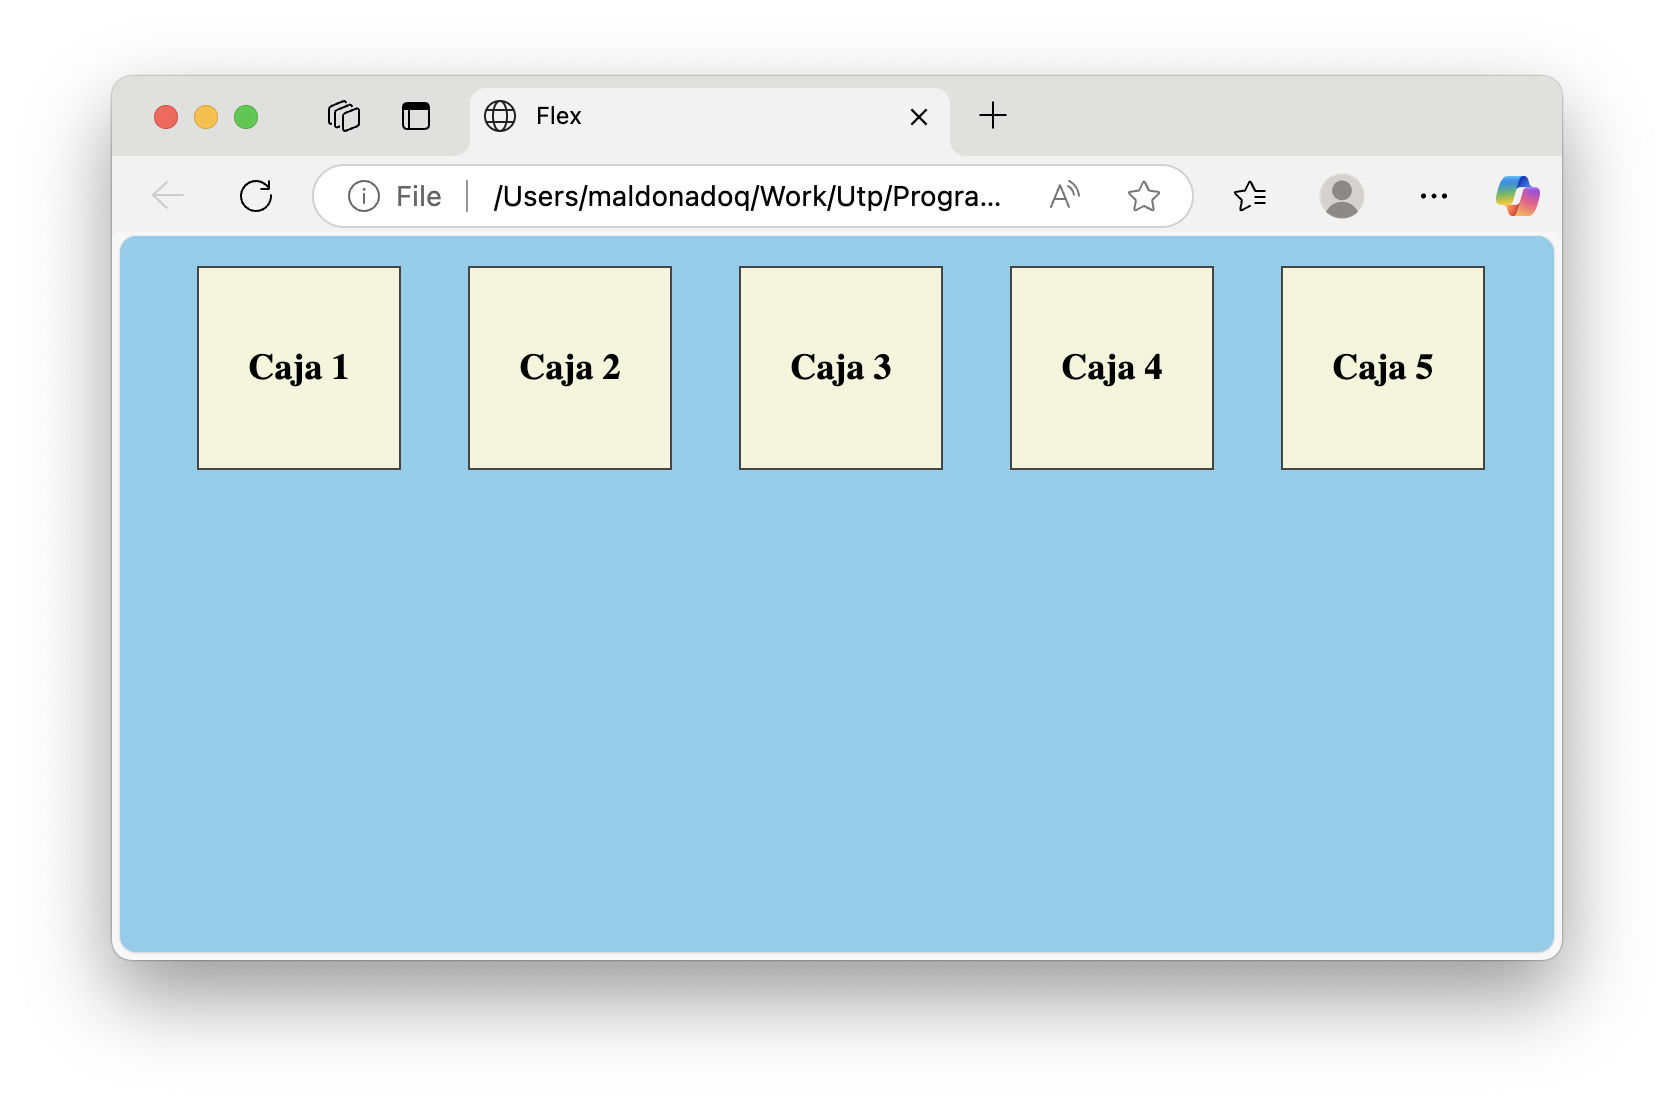 Flex
File
/Users/maldonadoq/Work/Utp/Progra...
Caja 1
Caja 2
Caja 3
Caja 4
Caja 5